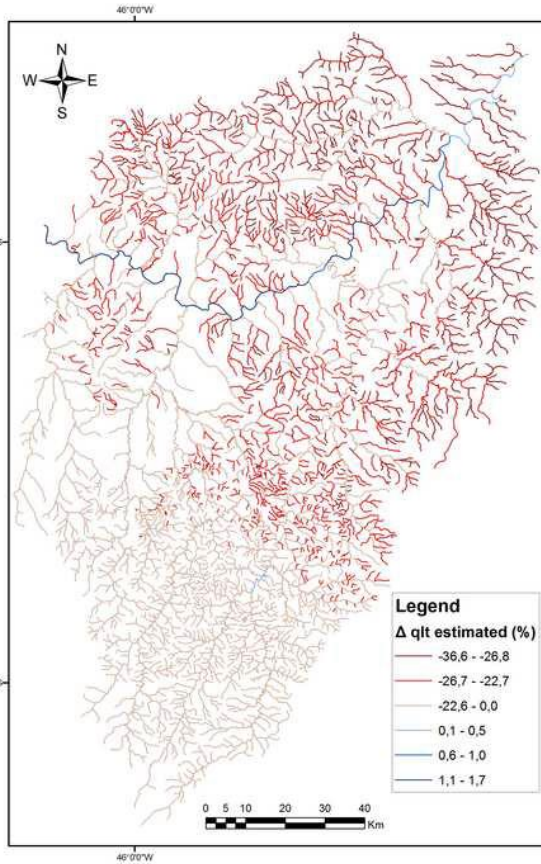 46°0'0"W
N
W E
S
Legend
Δ qlt estimated (%)
-36,6 - -26,8
-26,7 - -22,7
-22,6 - 0,0
0,1 - 0,5
0,6 - 1,0
1,1 - 1,7
0 5 10 20 30 40
Km
46°0'0"W